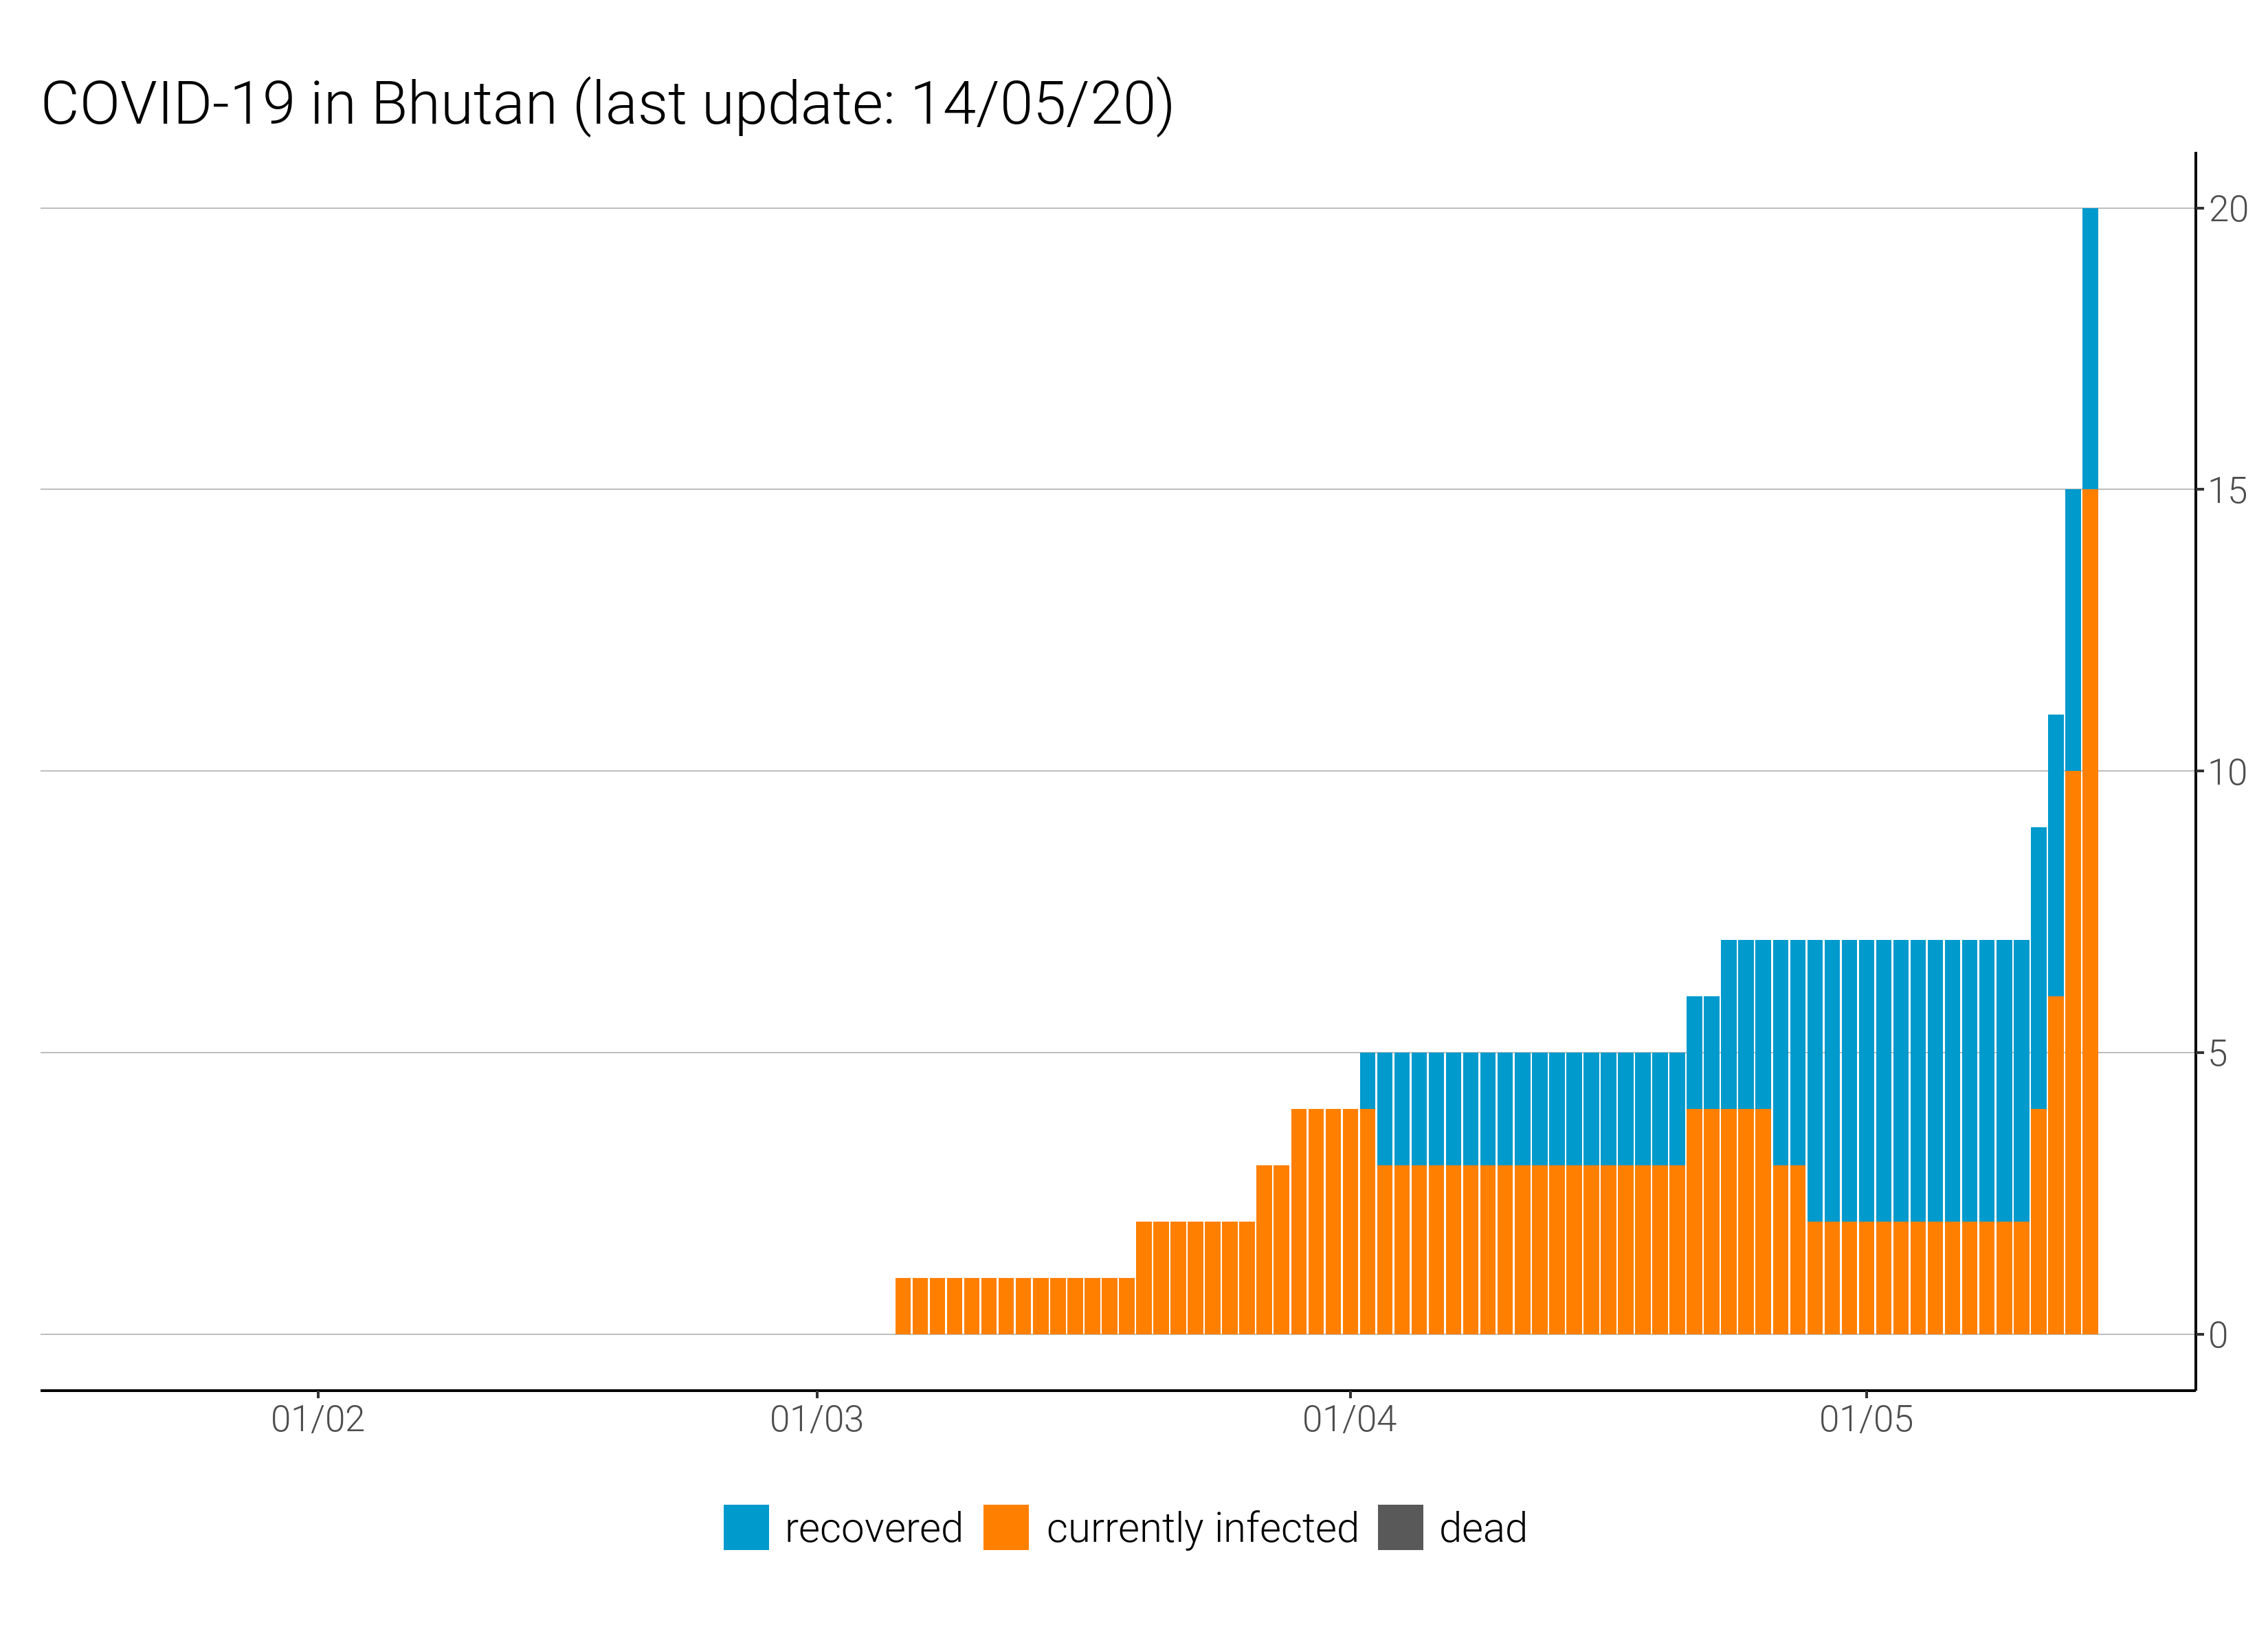 COVID-19 in Bhutan (last update: 14/05/20)
20
15
10
5
0
01/02 01/03 01/04 01/05
recovered currently infected dead